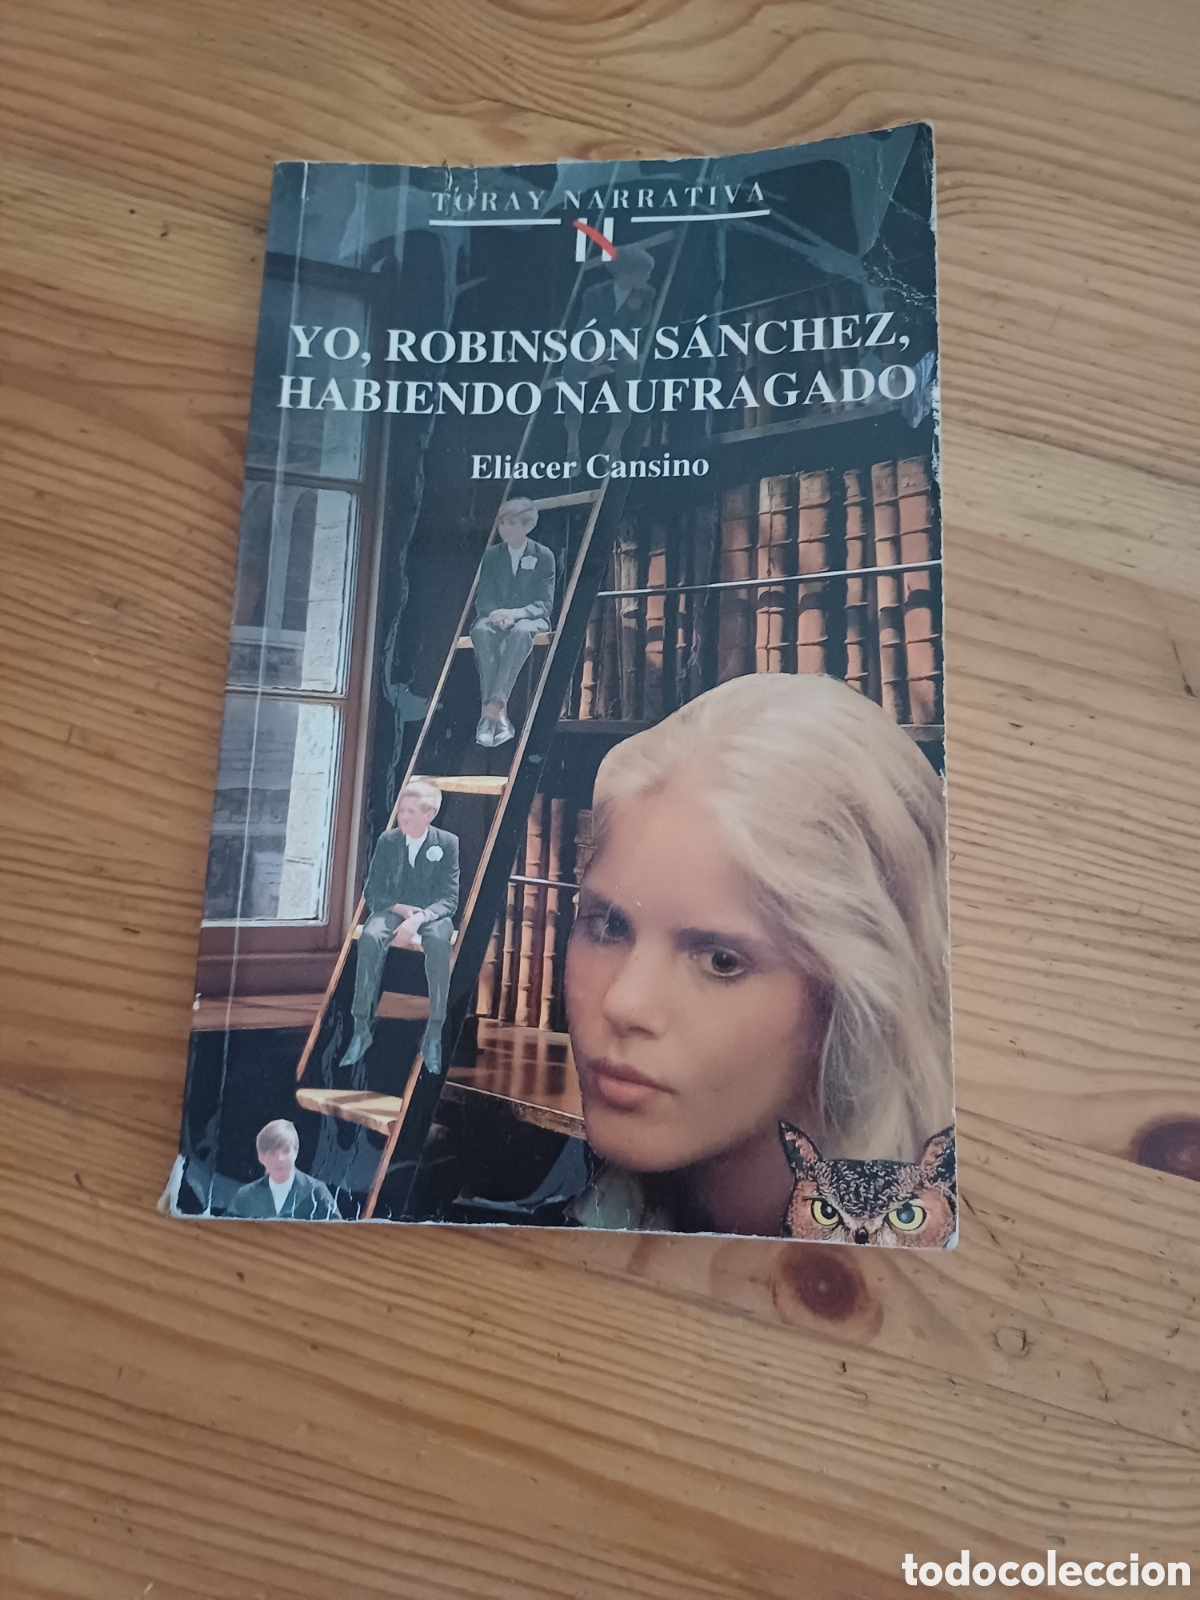 TORAY NARRATIVA
YO, ROBINSÓN SÁNCHEZ,
HABIENDO NAUFRAGADO
Eliacer Cansino
todocoleccion